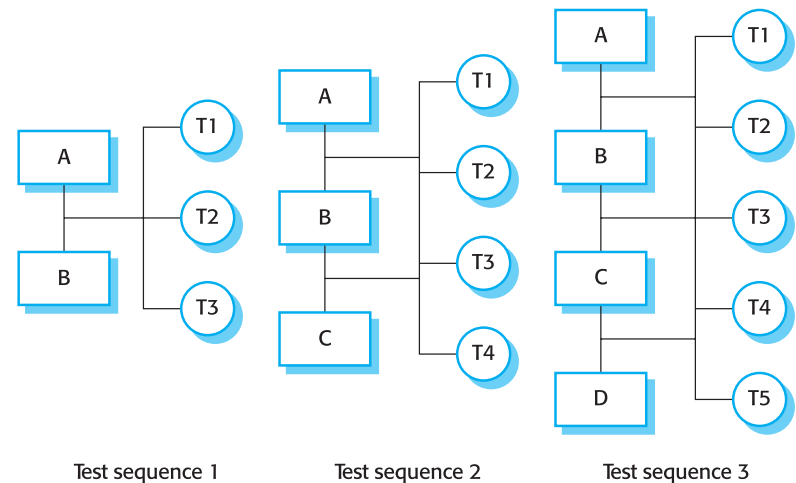 A
B
T1
T2
T3
Test sequence 1
A
B
C
T1
T2
T3
T4
Test sequence 2
A
B
C
D
T1
T2
T3
T4
T5
Test sequence 3